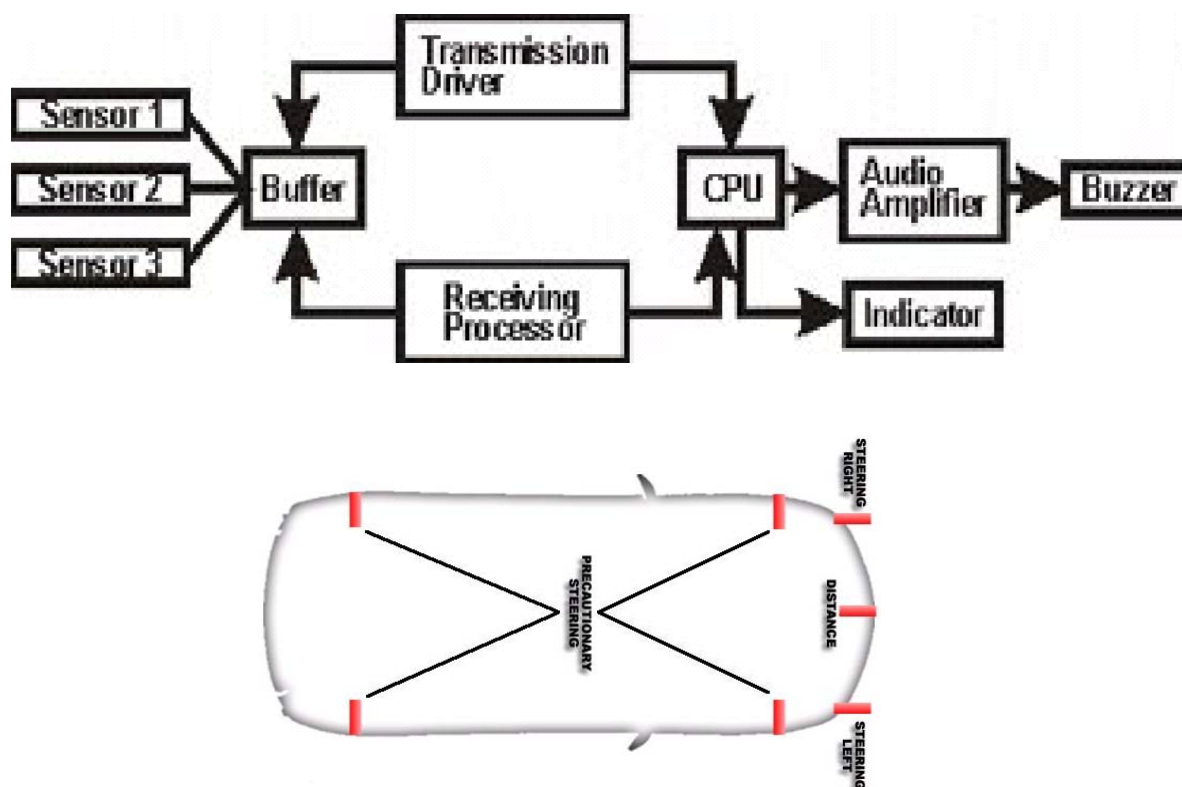 Transmission
Driver
Sensor 1
Sensor 2
Sensor 3
Buffer
CPU
Audio
Amplifier
Buzzer
Receiving
Processor
Indicator
STEERING
RIGHT
PRECAUTIONARY
STEERING
DISTANCE
STEERING
LEFT